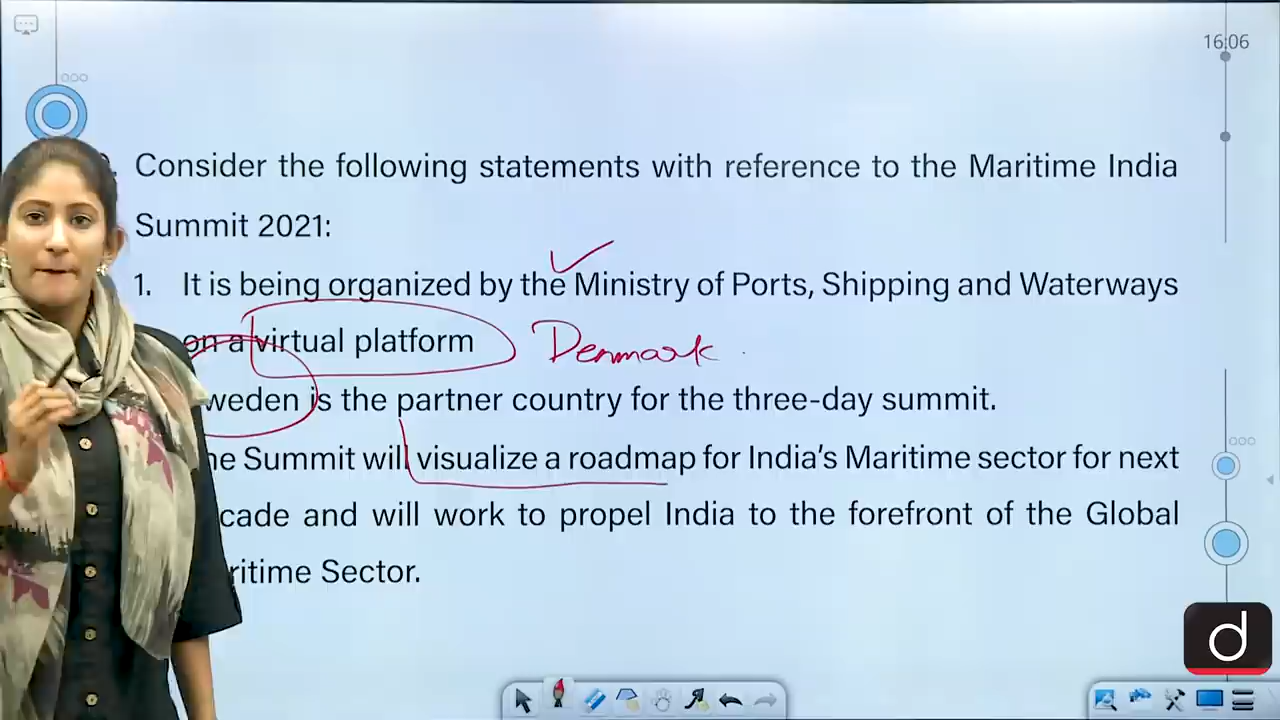 16:06
Consider the following statements with reference to the Maritime India
Summit 2021:
1. It is being organized by the Ministry of Ports, Shipping and Waterways
on a virtual platform Denmark
weden is the partner country for the three-day summit.
he Summit will visualize a roadmap for India's Maritime sector for next
cade and will work to propel India to the forefront of the Global
ritime Sector.
d